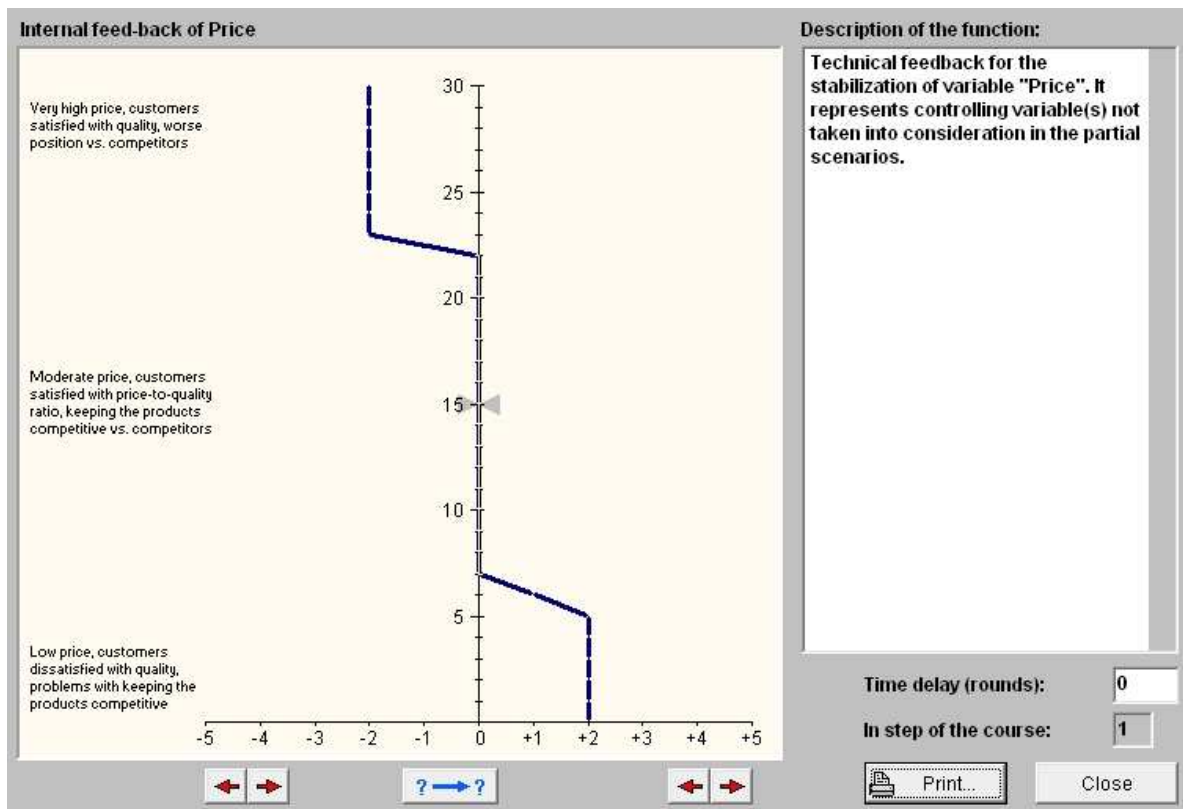 Internal feed-back of Price
Description of the function:
Very high price, customers
satisfied with quality, worse
position vs. competitors
Moderate price, customers
satisfied with price-to-quality
ratio, keeping the products
competitive vs. competitors
Low price, customers
dissatisfied with quality,
problems with keeping the
products competitive
30
25
20
15
10
5
-5 -4 -3 -2 -1 0 +1 +2 +3 +4 +5
Technical feedback for the
stabilization of variable "Price". It
represents controlling variable(s) not
taken into consideration in the partial
scenarios.
Time delay (rounds): 0
In step of the course: 1
? ?
Print... Close